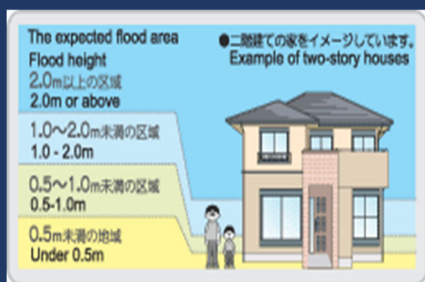 The expected flood area
Flood height
2.0m以上の区域
2.0m or above
1.0～2.0m未満の区域
1.0 - 2.0m
0.5～1.0m未満の区域
0.5-1.0m
0.5m未満の地域
Under 0.5m
●二階建ての家をイメージしています。
Example of two-story houses